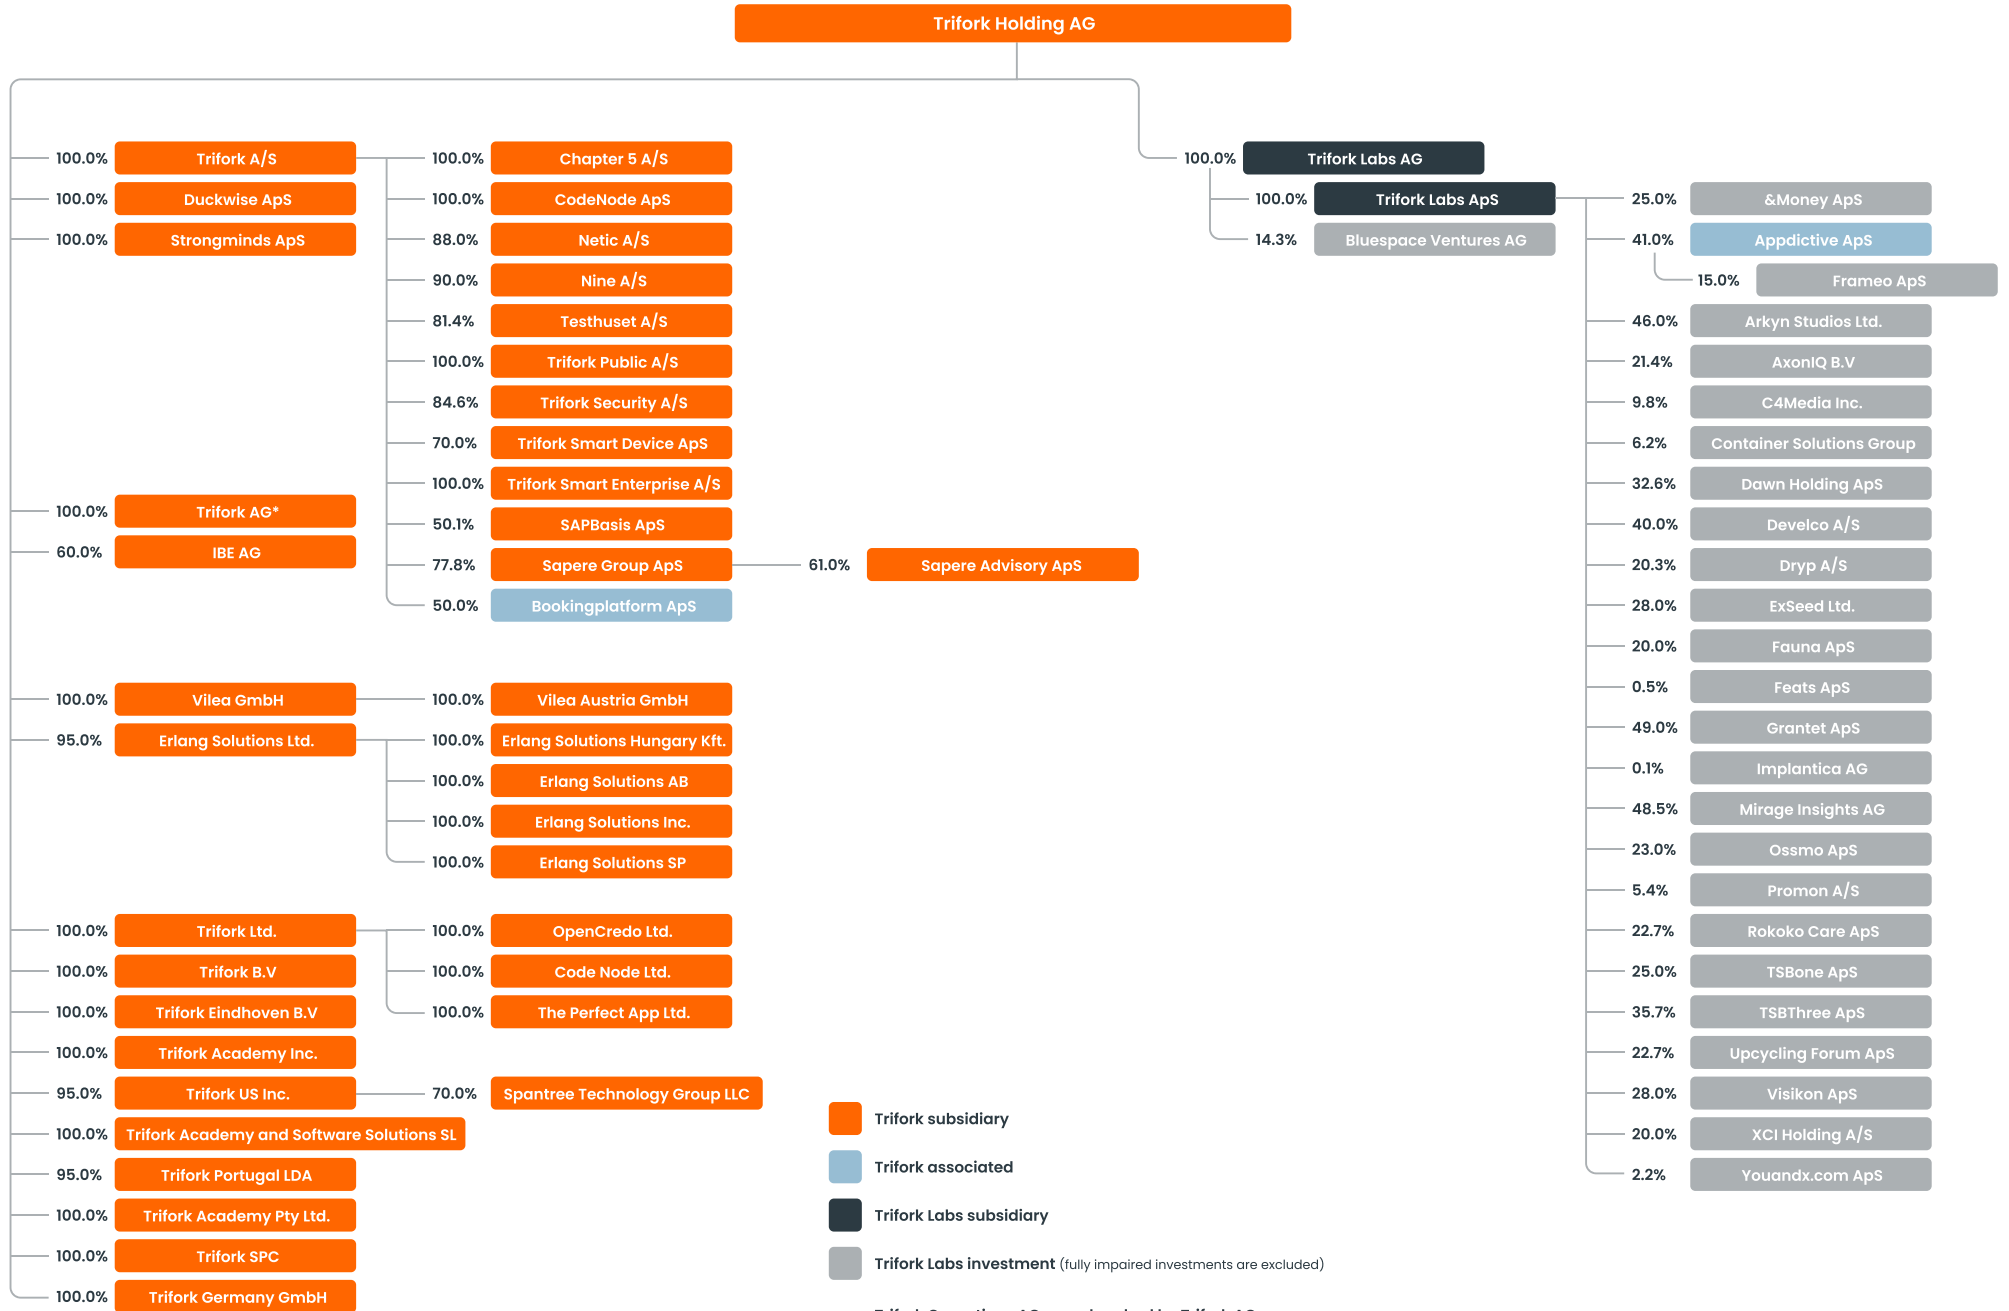 Trifork Holding AG
100.0% Trifork A/S
100.0% Duckwise ApS
100.0% Strongminds ApS
100.0% Trifork AG*
60.0% IBE AG
100.0% Vilea GmbH
95.0% Erlang Solutions Ltd.
100.0% Trifork Ltd.
100.0% Trifork B.V
100.0% Trifork Eindhoven B.V
100.0% Trifork Academy Inc.
95.0% Trifork US Inc.
100.0% Trifork Academy and Software Solutions SL
95.0% Trifork Portugal LDA
100.0% Trifork Academy Pty Ltd.
100.0% Trifork SPC
100.0% Trifork Germany GmbH
100.0% Chapter 5 A/S
100.0% CodeNode ApS
88.0% Netic A/S
90.0% Nine A/S
81.4% Testhuset A/S
100.0% Trifork Public A/S
84.6% Trifork Security A/S
70.0% Trifork Smart Device ApS
100.0% Trifork Smart Enterprise A/S
50.1% SAPBasis ApS
77.8% Sapere Group ApS
61.0% Sapere Advisory ApS
50.0% Bookingplatform ApS
100.0% Vilea Austria GmbH
100.0% Erlang Solutions Hungary Kft.
100.0% Erlang Solutions AB
100.0% Erlang Solutions Inc.
100.0% Erlang Solutions SP
100.0% OpenCredo Ltd.
100.0% Code Node Ltd.
100.0% The Perfect App Ltd.
70.0% Spantree Technology Group LLC
100.0% Trifork Labs AG
100.0% Trifork Labs ApS
14.3% Bluespace Ventures AG
25.0% &Money ApS
41.0% Appdictive ApS
15.0% Frameo ApS
46.0% Arkyn Studios Ltd.
21.4% AxonIQ B.V
9.8% C4Media Inc.
6.2% Container Solutions Group
32.6% Dawn Holding ApS
40.0% Develco A/S
20.3% Dryp A/S
28.0% ExSeed Ltd.
20.0% Fauna ApS
0.5% Feats ApS
49.0% Grantet ApS
0.1% Implantica AG
48.5% Mirage Insights AG
23.0% Ossmo ApS
5.4% Promon A/S
22.7% Rokoko Care ApS
25.0% TSBone ApS
35.7% TSBThree ApS
22.7% Upcycling Forum ApS
28.0% Visikon ApS
20.0% XCI Holding A/S
2.2% Youandx.com ApS
Trifork subsidiary
Trifork associated
Trifork Labs subsidiary
Trifork Labs investment (fully impaired investments are excluded)